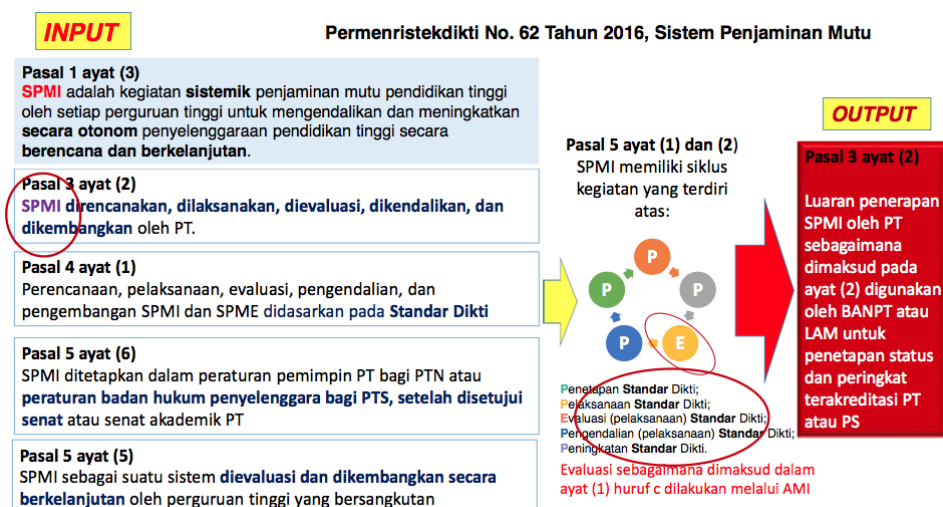 INPUT
Permenristekdikti No. 62 Tahun 2016, Sistem Penjaminan Mutu
Pasal 1 ayat (3)
SPMI adalah kegiatan sistemik penjaminan mutu pendidikan tinggi
oleh setiap perguruan tinggi untuk mengendalikan dan meningkatkan
secara otonom penyelenggaraan pendidikan tinggi secara
berencana dan berkelanjutan.
Pasal 3 ayat (2)
SPMI direncanakan, dilaksanakan, dievaluasi, dikendalikan, dan
dikembangkan oleh PT.
Pasal 4 ayat (1)
Perencanaan, pelaksanaan, evaluasi, pengendalian, dan
pengembangan SPMI dan SPME didasarkan pada Standar Dikti
Pasal 5 ayat (6)
SPMI ditetapkan dalam peraturan pemimpin PT bagi PTN atau
peraturan badan hukum penyelenggara bagi PTS, setelah disetujui
senat atau senat akademik PT
Pasal 5 ayat (5)
SPMI sebagai suatu sistem dievaluasi dan dikembangkan secara
berkelanjutan oleh perguruan tinggi yang bersangkutan
Pasal 5 ayat (1) dan (2)
SPMI memiliki siklus
kegiatan yang terdiri
atas:
P
P
P
P
E
Penetapan Standar Dikti;
Pelaksanaan Standar Dikti;
Evaluasi (pelaksanaan) Standar Dikti;
Pengendalian (pelaksanaan) Standar Dikti;
Peningkatan Standar Dikti.
Evaluasi sebagaimana dimaksud dalam
ayat (1) huruf c dilakukan melalui AMI
OUTPUT
Pasal 3 ayat (2)
Luaran penerapan
SPMI oleh PT
sebagaimana
dimaksud pada
ayat (2) digunakan
oleh BANPT atau
LAM untuk
penetapan status
dan peringkat
terakreditasi PT
atau PS